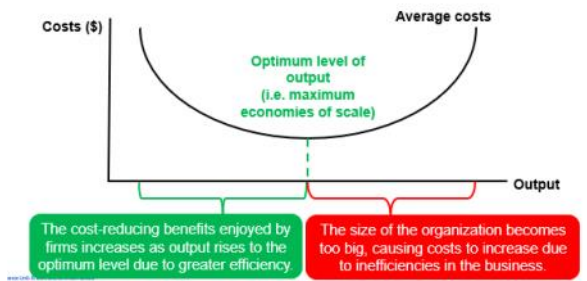 Costs ($)
Average costs
Optimum level of
output
(i.e. maximum
economies of scale)
Output
The cost-reducing benefits enjoyed by
firms increases as output rises to the
optimum level due to greater efficiency.
The size of the organization becomes
too big, causing costs to increase due
to inefficiencies in the business.